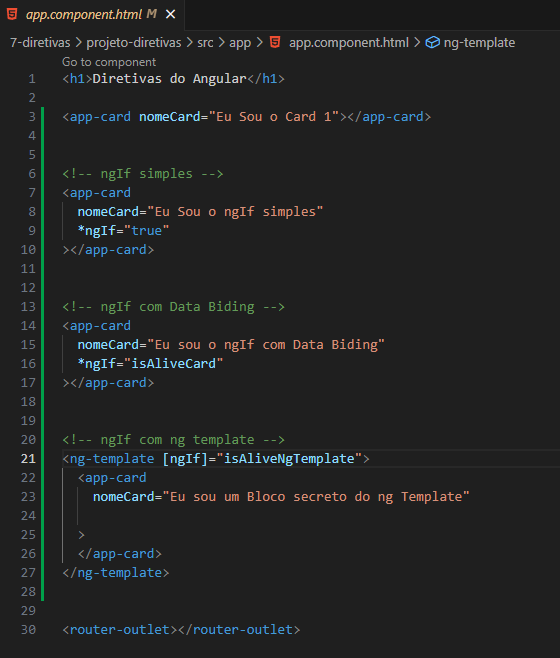 app.component.html M ×
7-diretivas > projeto-diretivas > src > app > app.component.html > ng-template
Go to component
1 <h1>Diretivas do Angular</h1>
2
3 <app-card nomeCard="Eu Sou o Card 1"></app-card>
4
5
6 <!-- ngIf simples -->
7 <app-card
8 nomeCard="Eu Sou o ngIf simples"
9 *ngIf="true"
10 ></app-card>
11
12
13 <!-- ngIf com Data Biding -->
14 <app-card
15 nomeCard="Eu sou o ngIf com Data Biding"
16 *ngIf="isAliveCard"
17 ></app-card>
18
19
20 <!-- ngIf com ng template -->
21 <ng-template [ngIf]="isAliveNgTemplate">
22 <app-card
23 nomeCard="Eu sou um Bloco secreto do ng Template"
24
25 >
26 </app-card>
27 </ng-template>
28
29
30 <router-outlet></router-outlet>